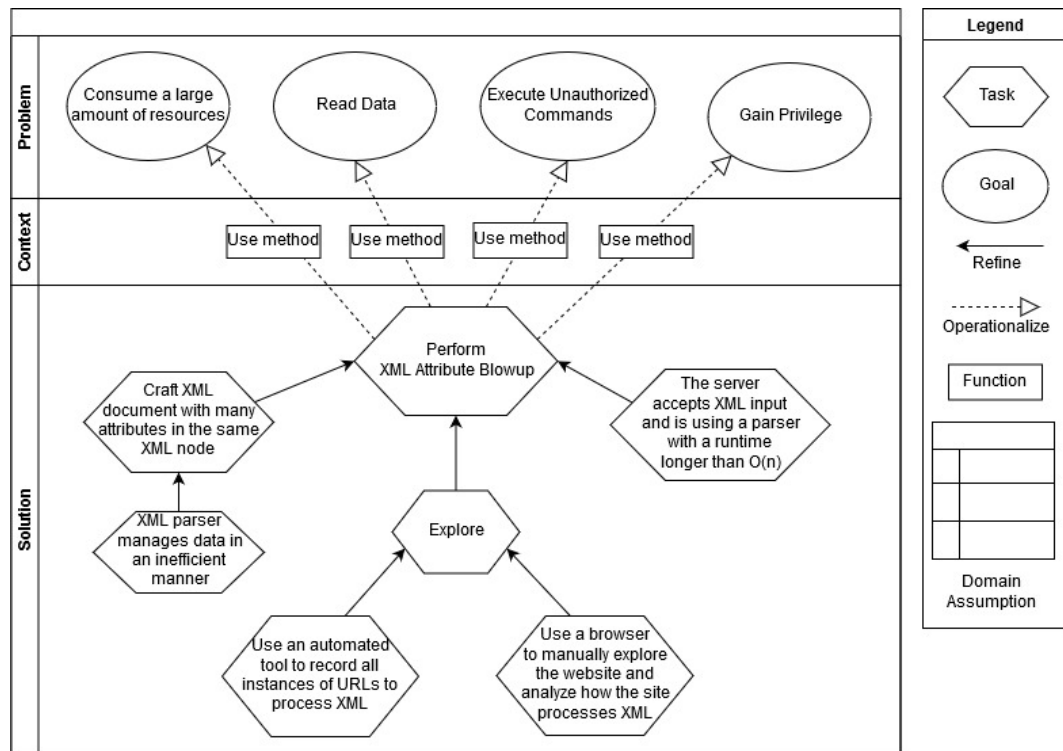 Problem
Consume a large
amount of resources
Read Data
Execute Unauthorized
Commands
Gain Privilege
Context
Use method
Use method
Use method
Use method
Solution
Perform
XML Attribute Blowup
Craft XML
document with many
attributes in the same
XML node
The server
accepts XML input
and is using a parser
with a runtime
longer than O(n)
XML parser
manages data in
an inefficient
manner
Explore
Use an automated
tool to record all
instances of URLs to
process XML
Use a browser
to manually explore
the website and
analyze how the site
processes XML
Legend
Task
Goal
Refine
Operationalize
Function
Domain
Assumption